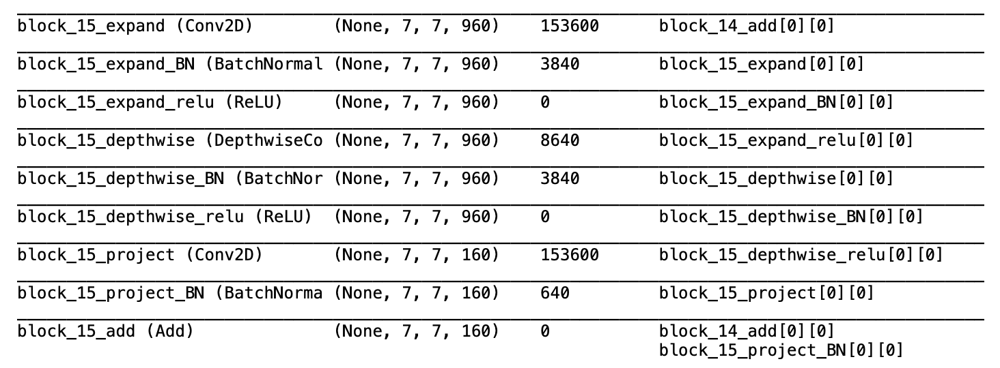 block_15_expand (Conv2D) (None, 7, 7, 960) 153600 block_14_add[0][0]
block_15_expand_BN (BatchNormal (None, 7, 7, 960) 3840 block_15_expand[0][0]
block_15_expand_relu (ReLU) (None, 7, 7, 960) 0 block_15_expand_BN[0][0]
block_15_depthwise (DepthwiseCo (None, 7, 7, 960) 8640 block_15_expand_relu[0][0]
block_15_depthwise_BN (BatchNor (None, 7, 7, 960) 3840 block_15_depthwise[0][0]
block_15_depthwise_relu (ReLU) (None, 7, 7, 960) 0 block_15_depthwise_BN[0][0]
block_15_project (Conv2D) (None, 7, 7, 160) 153600 block_15_depthwise_relu[0][0]
block_15_project_BN (BatchNorma (None, 7, 7, 160) 640 block_15_project[0][0]
block_15_add (Add) (None, 7, 7, 160) 0 block_14_add[0][0]
block_15_project_BN[0][0]